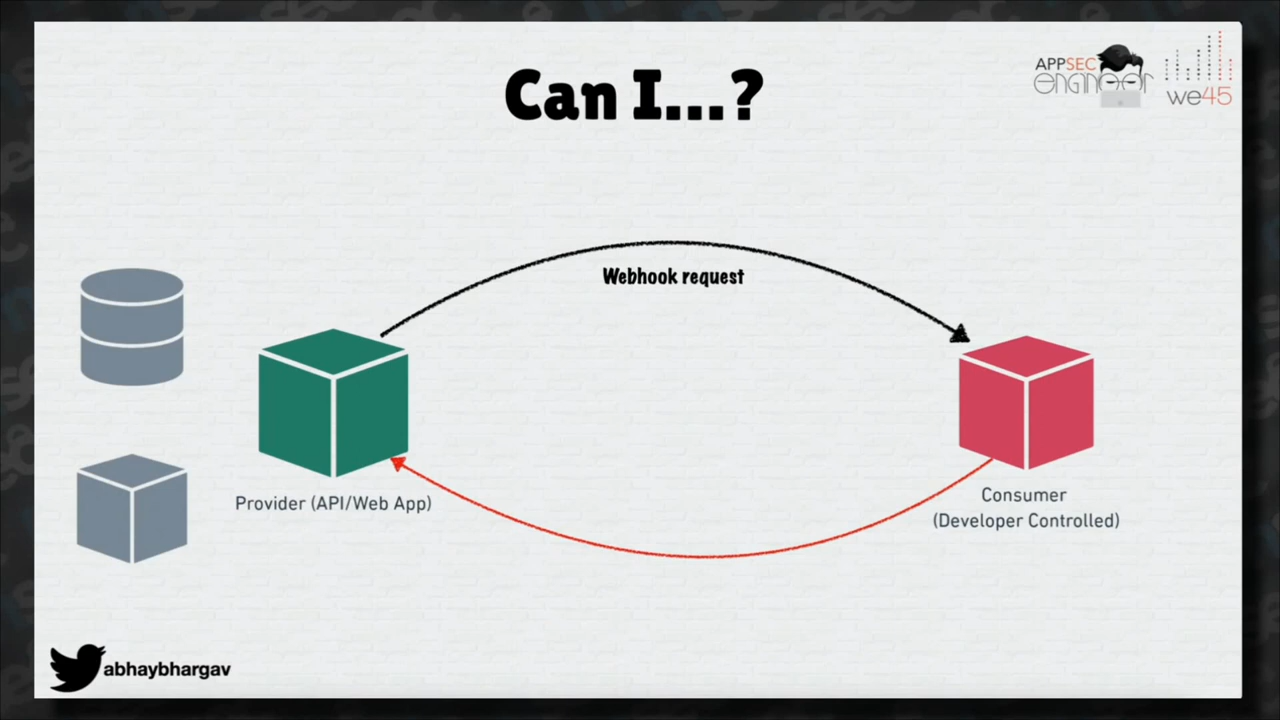 Can I...?
APPSEC
engineer
we45
Webhook request
Provider (API/Web App)
Consumer
(Developer Controlled)
abhaybhargav